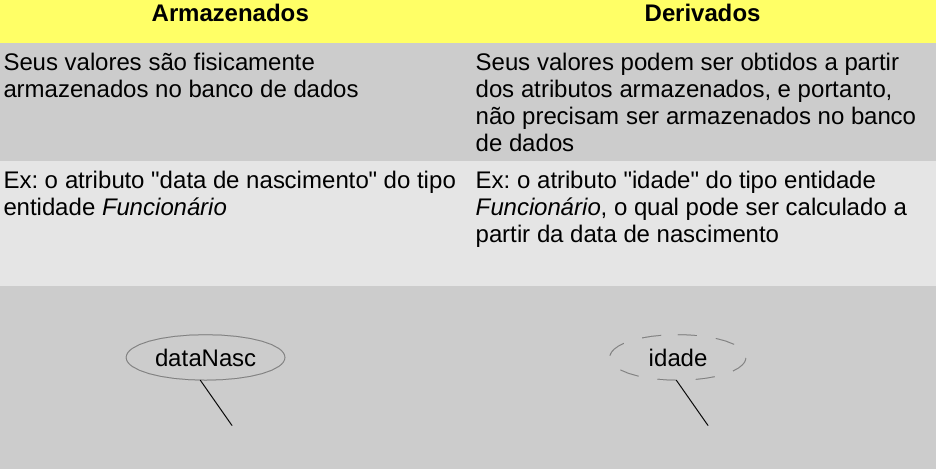 Armazenados
Derivados
Seus valores são fisicamente
armazenados no banco de dados
Seus valores podem ser obtidos a partir
dos atributos armazenados, e portanto,
não precisam ser armazenados no banco
de dados
Ex: o atributo "data de nascimento" do tipo
entidade Funcionário
Ex: o atributo "idade" do tipo entidade
Funcionário, o qual pode ser calculado a
partir da data de nascimento
dataNasc
idade